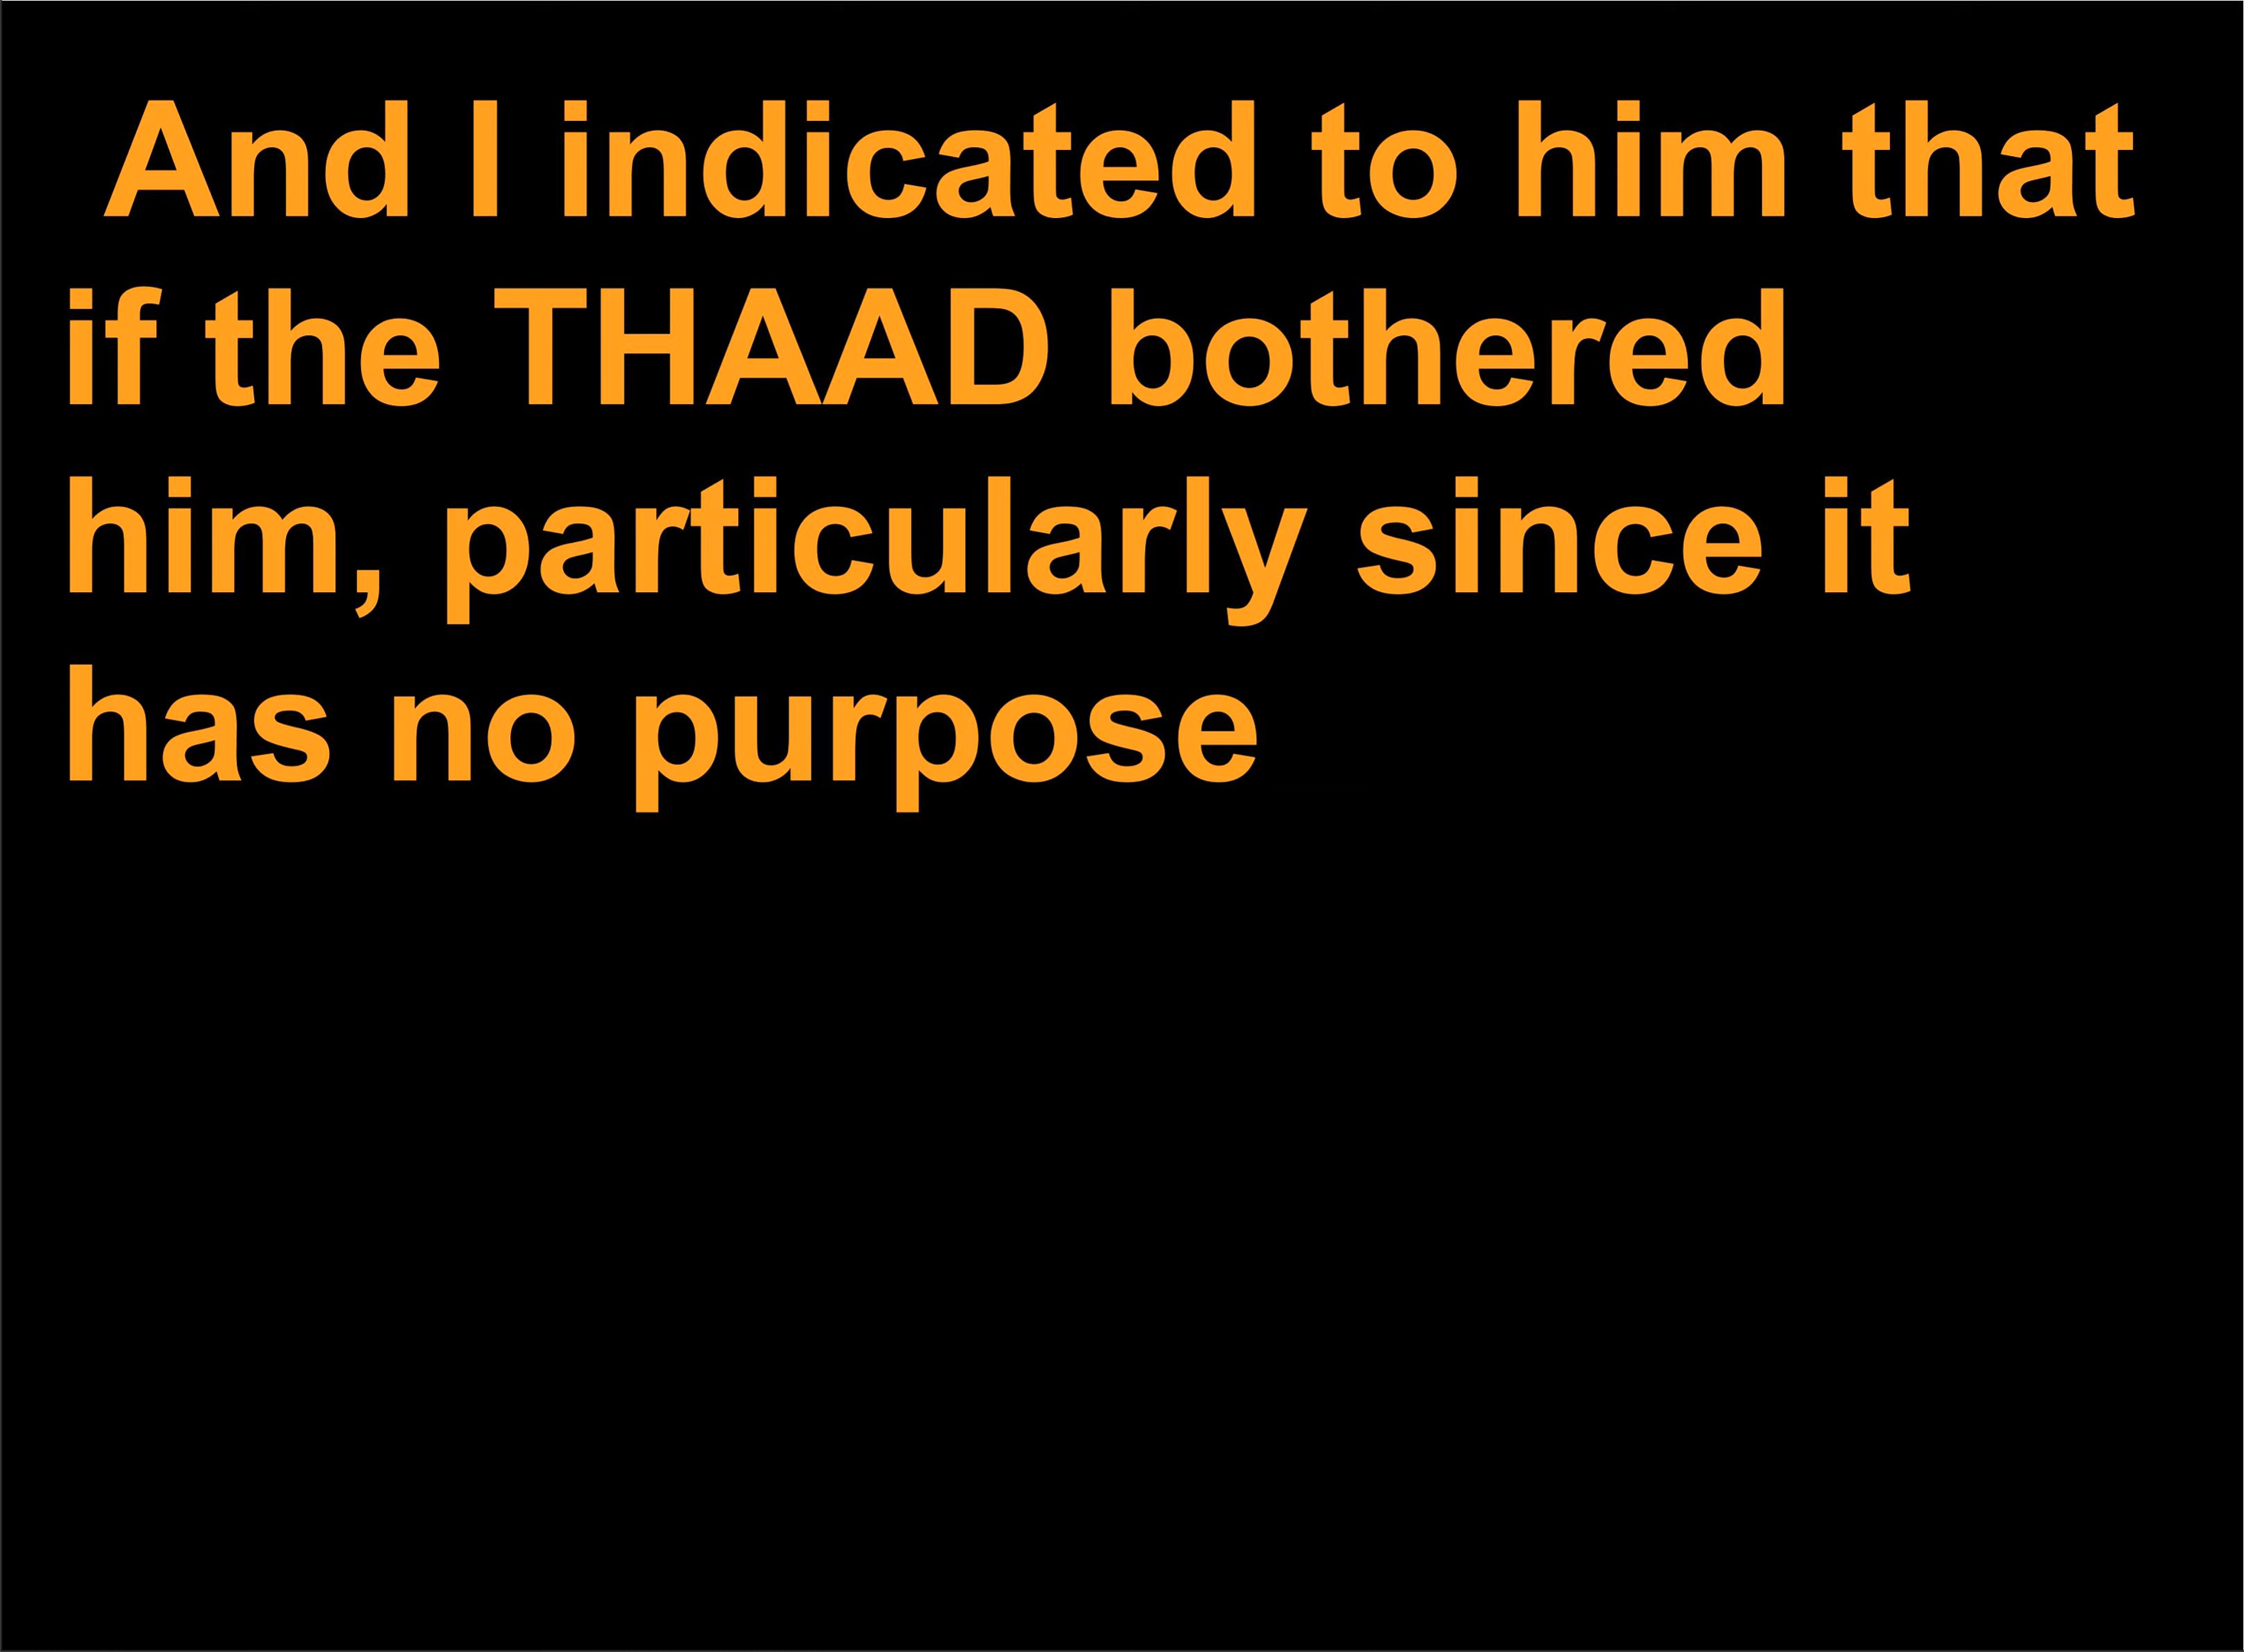 And I indicated to him that
if the THAAD bothered
him, particularly since it
has no purpose